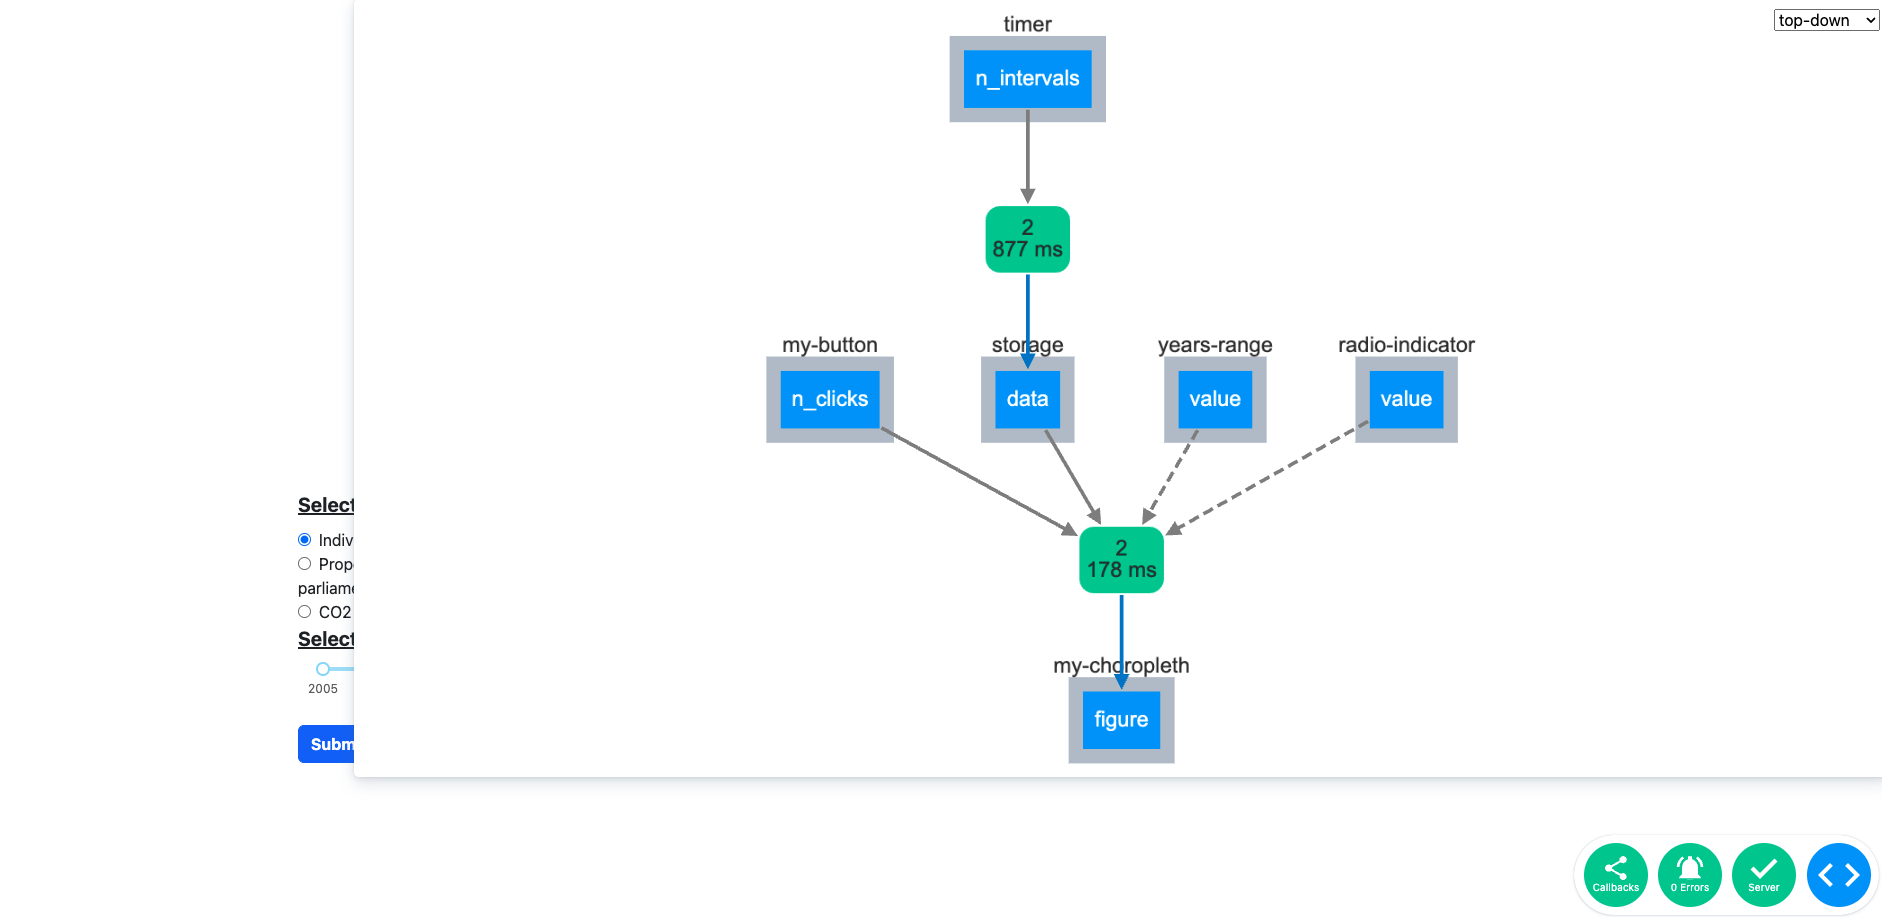 timer
top-down
n_intervals
2
877 ms
my-button
storage
years-range
radio-indicator
n_clicks
data
value
value
Select
Indiv
2
178 ms
Prop
parliame
CO2
Select
my-choropleth
2005
figure
Subm
Callbacks
0 Errors
Server